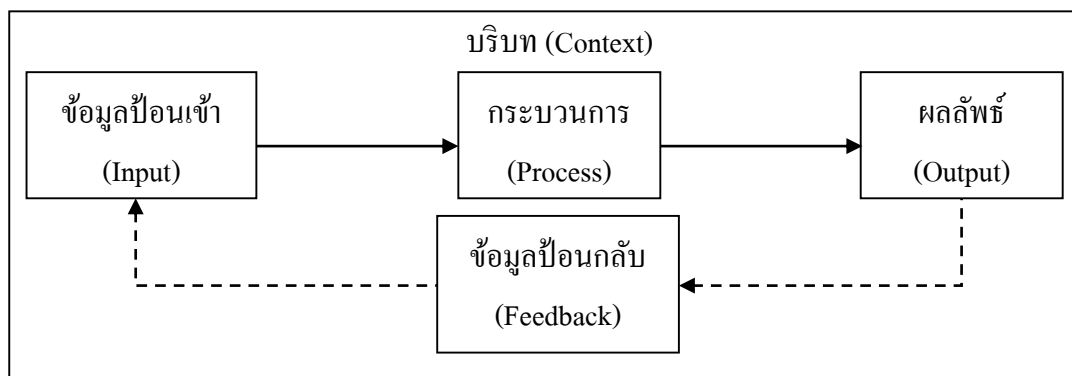 บริบท (Context)
ข้อมูลป้อนเข้า
(Input)
กระบวนการ
(Process)
ผลลัพธ์
(Output)
ข้อมูลป้อนกลับ
(Feedback)